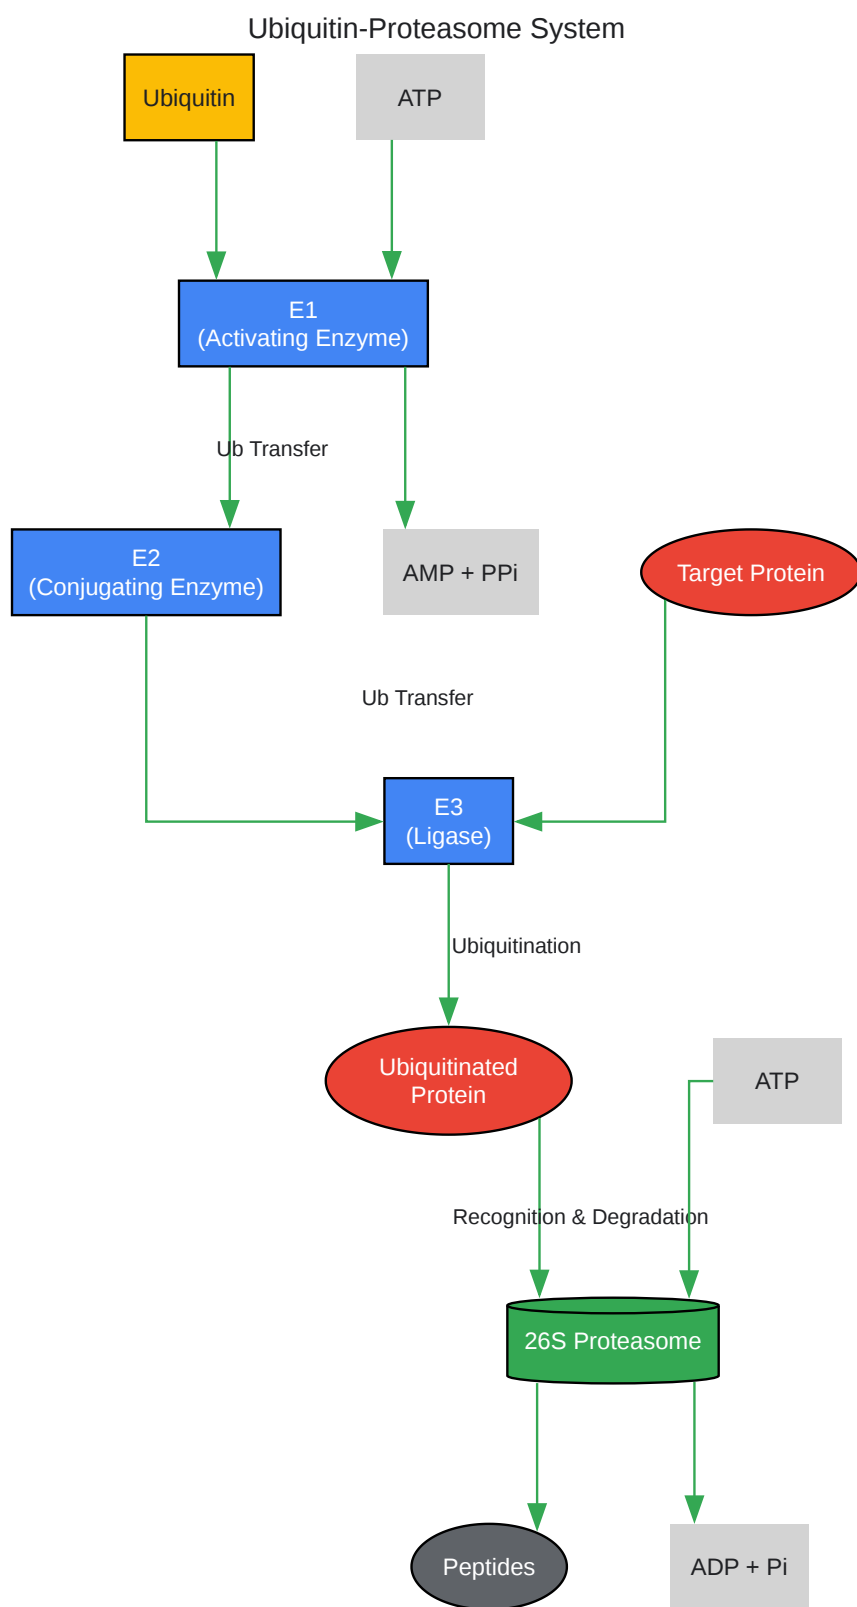 Ubiquitin-Proteasome System
Ubiquitin
ATP
E1
(Activating Enzyme)
Ub Transfer
E2
(Conjugating Enzyme)
AMP + PPi
Target Protein
Ub Transfer
E3
(Ligase)
Ubiquitination
Ubiquitinated
Protein
ATP
Recognition & Degradation
26S Proteasome
Peptides
ADP + Pi